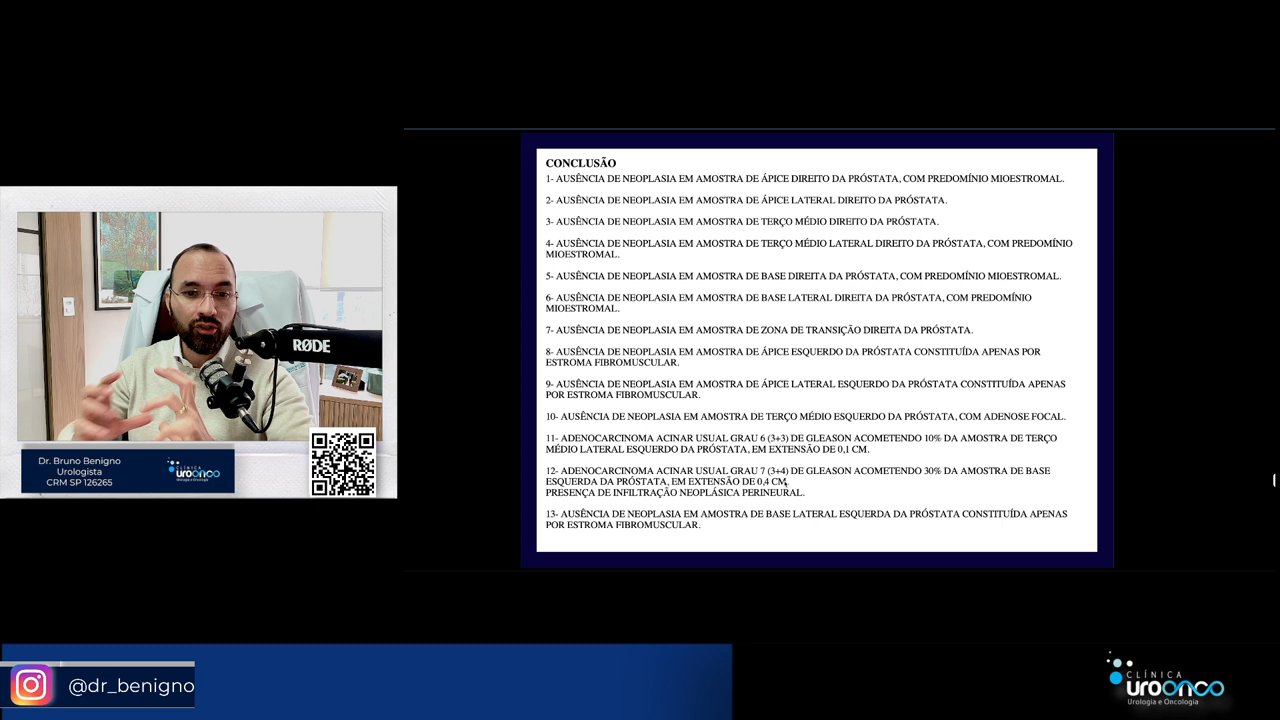 CONCLUSÃO
1- AUSÊNCIA DE NEOPLASIA EM AMOSTRA DE ÁPICE DIREITO DA PRÓSTATA, COM PREDOMÍNIO MIOESTROMAL.
2- AUSÊNCIA DE NEOPLASIA EM AMOSTRA DE ÁPICE LATERAL DIREITO DA PRÓSTATA.
3- AUSÊNCIA DE NEOPLASIA EM AMOSTRA DE TERÇO MÉDIO DIREITO DA PRÓSTATA.
4- AUSÊNCIA DE NEOPLASIA EM AMOSTRA DE TERÇO MÉDIO LATERAL DIREITO DA PRÓSTATA, COM PREDOMÍNIO
MIOESTROMAL.
5- AUSÊNCIA DE NEOPLASIA EM AMOSTRA DE BASE DIREITA DA PRÓSTATA, COM PREDOMÍNIO MIOESTROMAL.
6- AUSÊNCIA DE NEOPLASIA EM AMOSTRA DE BASE LATERAL DIREITA DA PRÓSTATA, COM PREDOMÍNIO
MIOESTROMAL.
7- AUSÊNCIA DE NEOPLASIA EM AMOSTRA DE ZONA DE TRANSIÇÃO DIREITA DA PRÓSTATA.
8- AUSÊNCIA DE NEOPLASIA EM AMOSTRA DE ÁPICE ESQUERDO DA PRÓSTATA CONSTITUÍDA APENAS POR
ESTROMA FIBROMUSCULAR.
9- AUSÊNCIA DE NEOPLASIA EM AMOSTRA DE ÁPICE LATERAL ESQUERDO DA PRÓSTATA CONSTITUÍDA APENAS
POR ESTROMA FIBROMUSCULAR.
10- AUSÊNCIA DE NEOPLASIA EM AMOSTRA DE TERÇO MÉDIO ESQUERDO DA PRÓSTATA, COM ADENOSE FOCAL.
11- ADENOCARCINOMA ACINAR USUAL GRAU 6 (3+3) DE GLEASON ACOMETENDO 10% DA AMOSTRA DE TERÇO
MÉDIO LATERAL ESQUERDO DA PRÓSTATA, EM EXTENSÃO DE 0,1 CM.
12- ADENOCARCINOMA ACINAR USUAL GRAU 7 (3+4) DE GLEASON ACOMETENDO 30% DA AMOSTRA DE BASE
ESQUERDA DA PRÓSTATA, EM EXTENSÃO DE 0,4 CM.
PRESENÇA DE INFILTRAÇÃO NEOPLÁSICA PERINEURAL.
13- AUSÊNCIA DE NEOPLASIA EM AMOSTRA DE BASE LATERAL ESQUERDA DA PRÓSTATA CONSTITUÍDA APENAS
POR ESTROMA FIBROMUSCULAR.
RØDE
Dr. Bruno Benigno
Urologista
CRM SP 126265
CLÍNICA
uroonco
Urologia e Oncologia
@dr_benigno
CLÍNICA
uroonco
Urologia e Oncologia